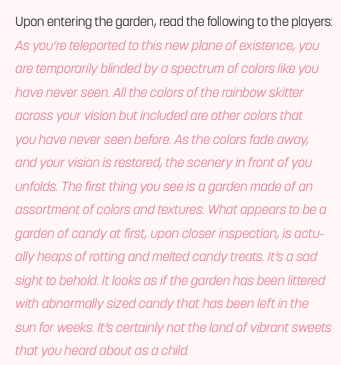 Upon entering the garden, read the following to the players:
As you're teleported to this new plane of existence, you
are temporarily blinded by a spectrum of colors like you
have never seen. All the colors of the rainbow skitter
across your vision but included are other colors that
you have never seen before. As the colors fade away,
and your vision is restored, the scenery in front of you
unfolds. The first thing you see is a garden made of an
assortment of colors and textures. What appears to be a
garden of candy at first, upon closer inspection, is actu-
ally heaps of rotting and melted candy treats. It's a sad
sight to behold. It looks as if the garden has been littered
with abnormally sized candy that has been left in the
sun for weeks. It's certainly not the land of vibrant sweets
that you heard about as a child.